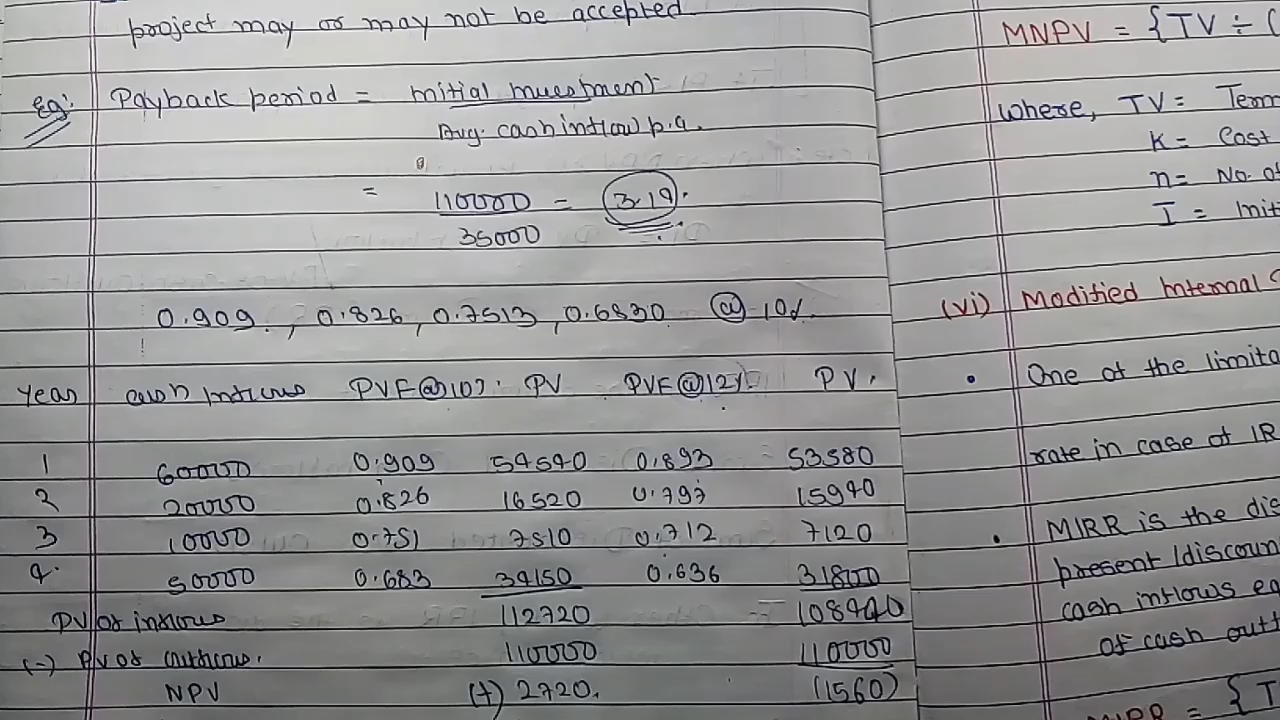 project may or may not be accepted
eg: Payback period = Initial investment
Avg. cash inflow p.a.
= 110000 = 3.14.
35000
0.909, 0.826, 0.7513, 0.6830 @ 10%.
Year cash inflows PVF@10% PV PVF@12% PV.
1 60000 0.909 54540 0.893 53580
2 20000 0.826 16520 0.797 15940
3 10000 0.751 7510 0.712 7120
4. 50000 0.683 34150 0.636 31800
PV of inflows 112720 108440
(-) PV of outflows. 110000 110000
NPV (+) 2720. (1560)
MNPV = {TV ÷ (
where, TV = Term
K = Cost
n = No. of
I = Init
(vi) Modified Internal
• One of the limita
rate in case of IR
• MIRR is the dis
present /discoun
cash inflows eq
of cash outf
= {T